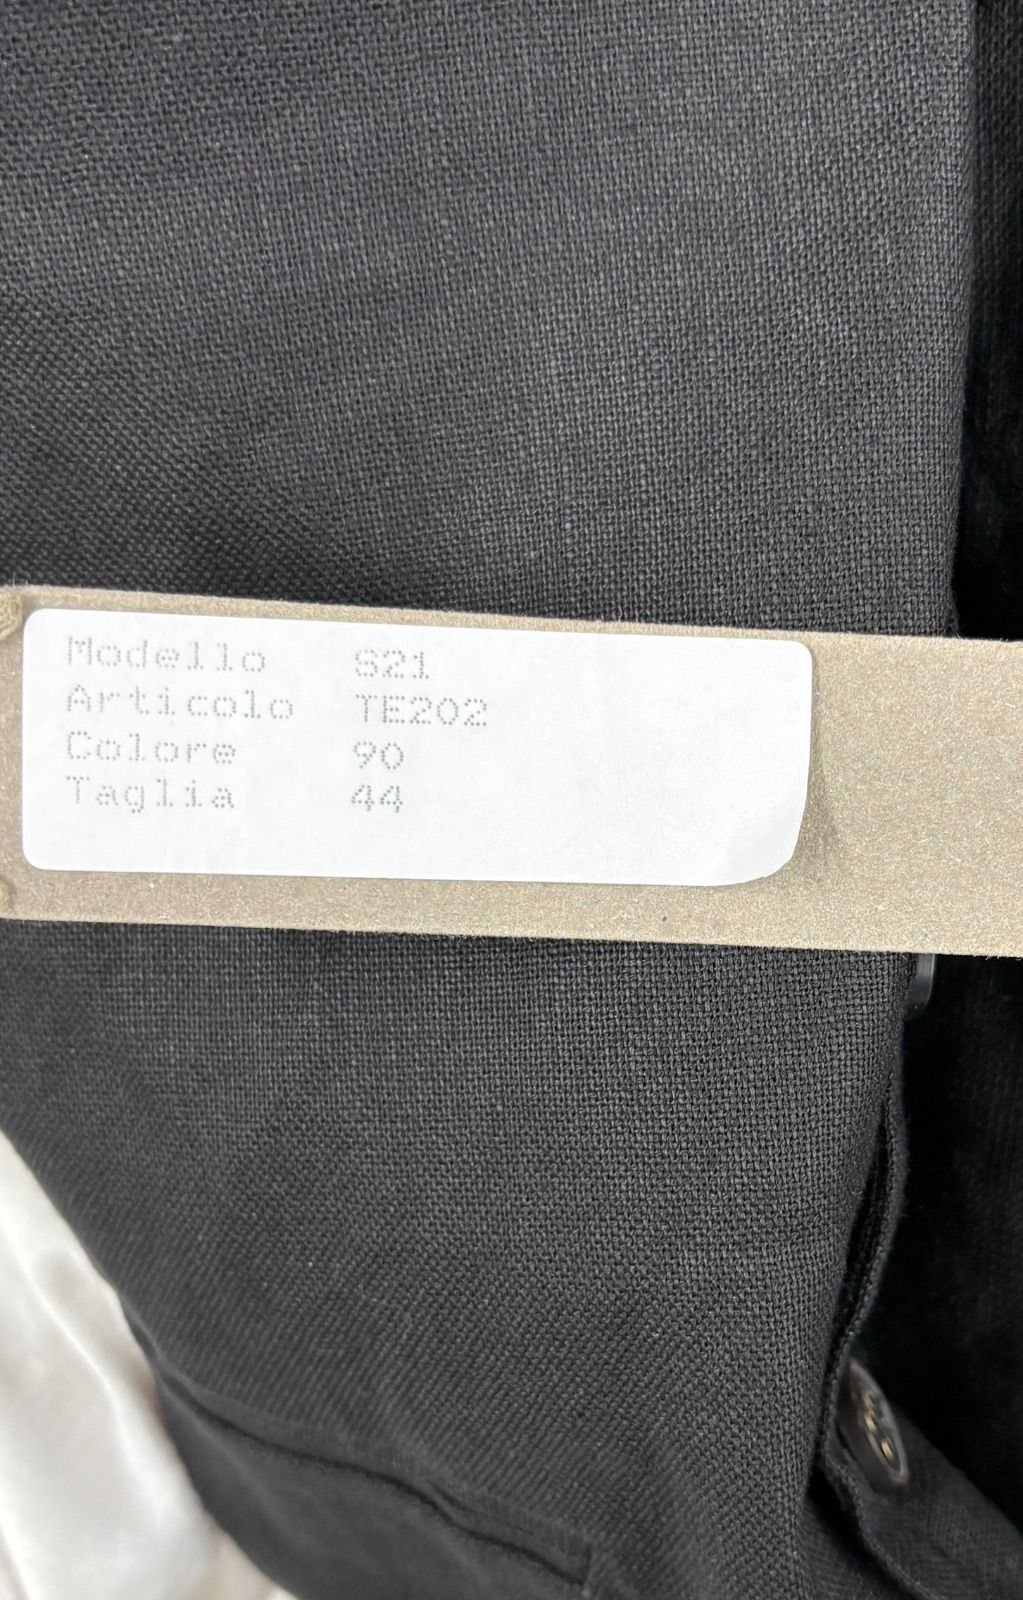 Modello S21
Articolo TE202
Colore 90
Taglia 44